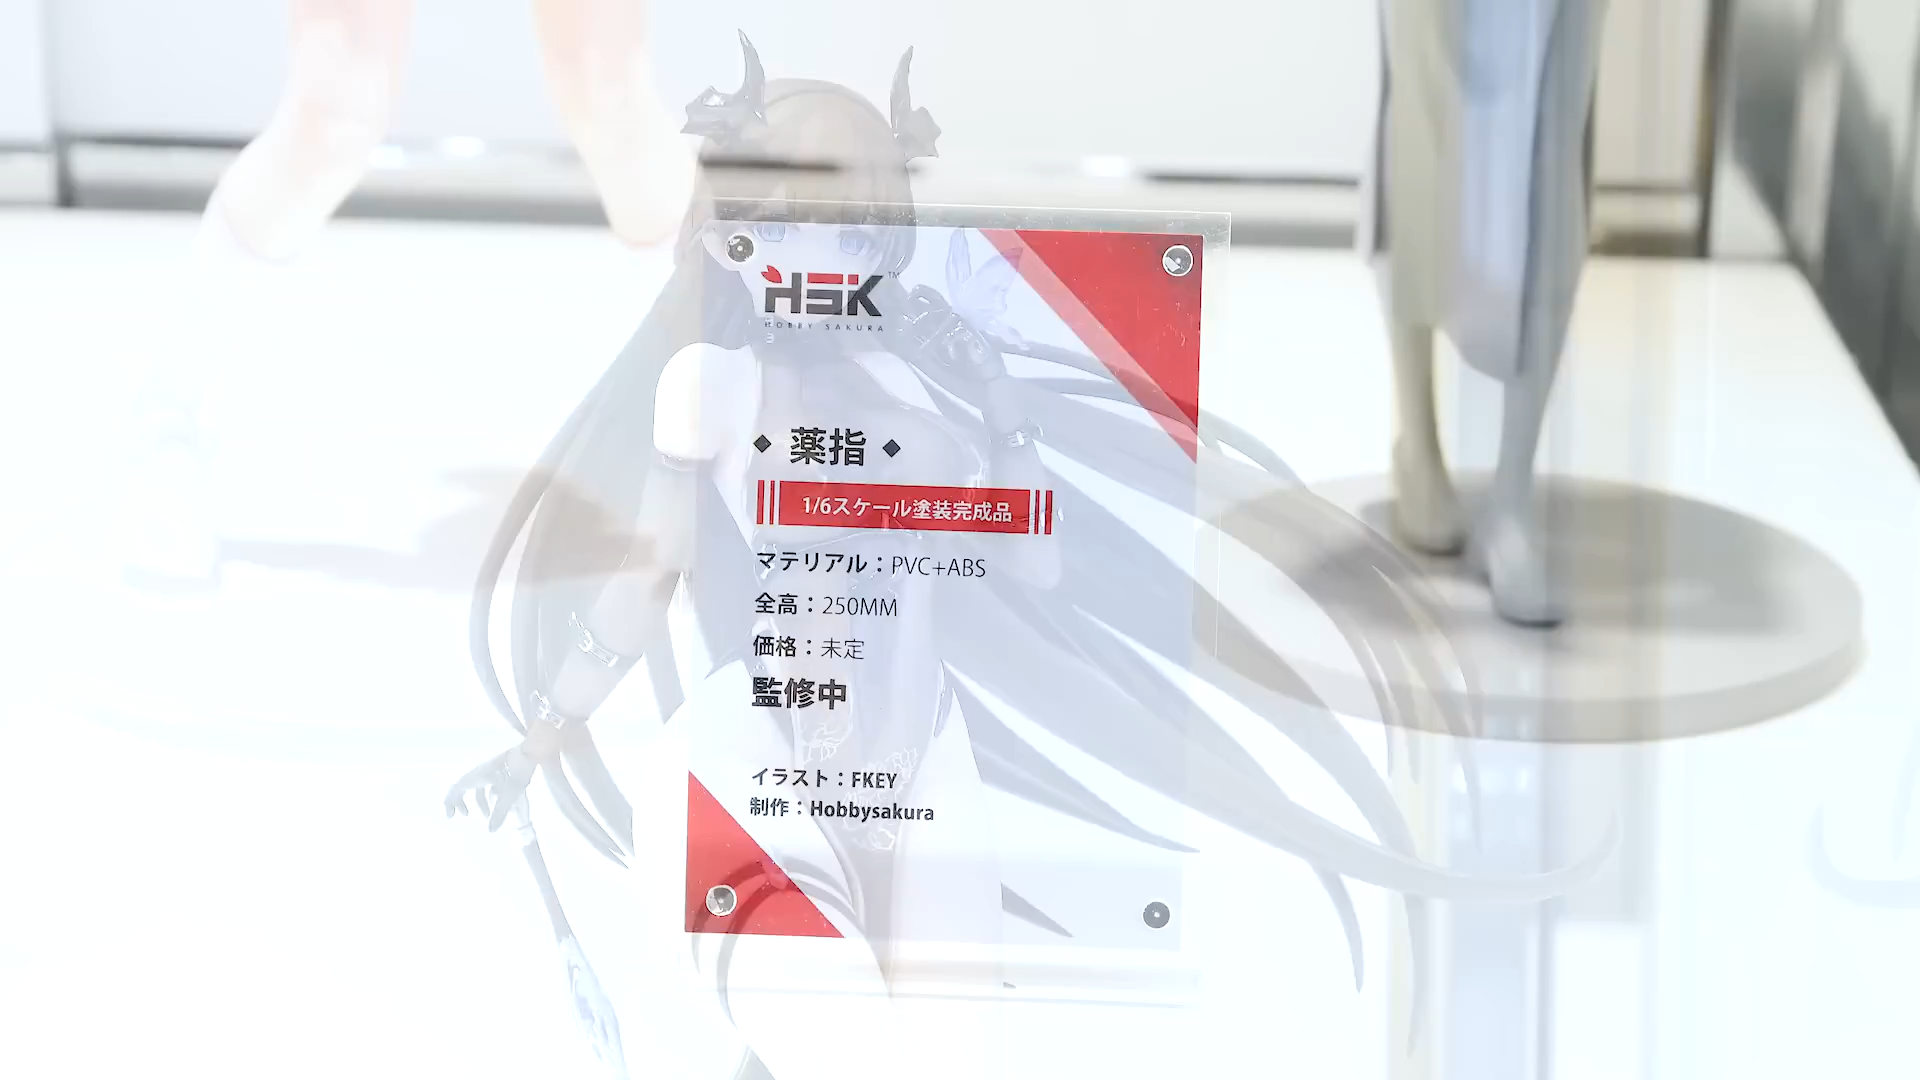 HSK™
HOBBY SAKURA
◆ 薬指 ◆
1/6スケール塗装完成品
マテリアル：PVC+ABS
全高：250MM
価格：未定
監修中
イラスト：FKEY
制作：Hobbysakura